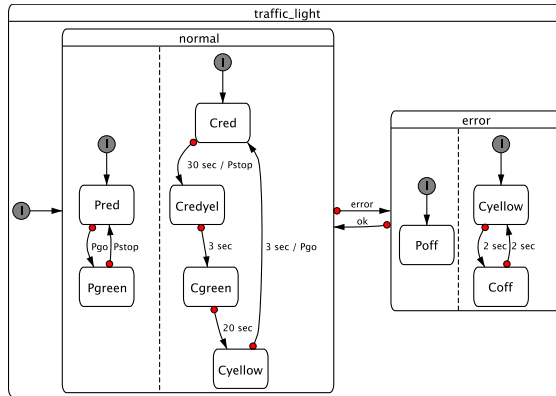 traffic_light
normal
I
Cred
30 sec / Pstop
I
Pred
Credyel
Pgo
Pstop
3 sec
3 sec / Pgo
Pgreen
Cgreen
20 sec
Cyellow
I
error
ok
error
I
I
Cyellow
Poff
2 sec
2 sec
Coff